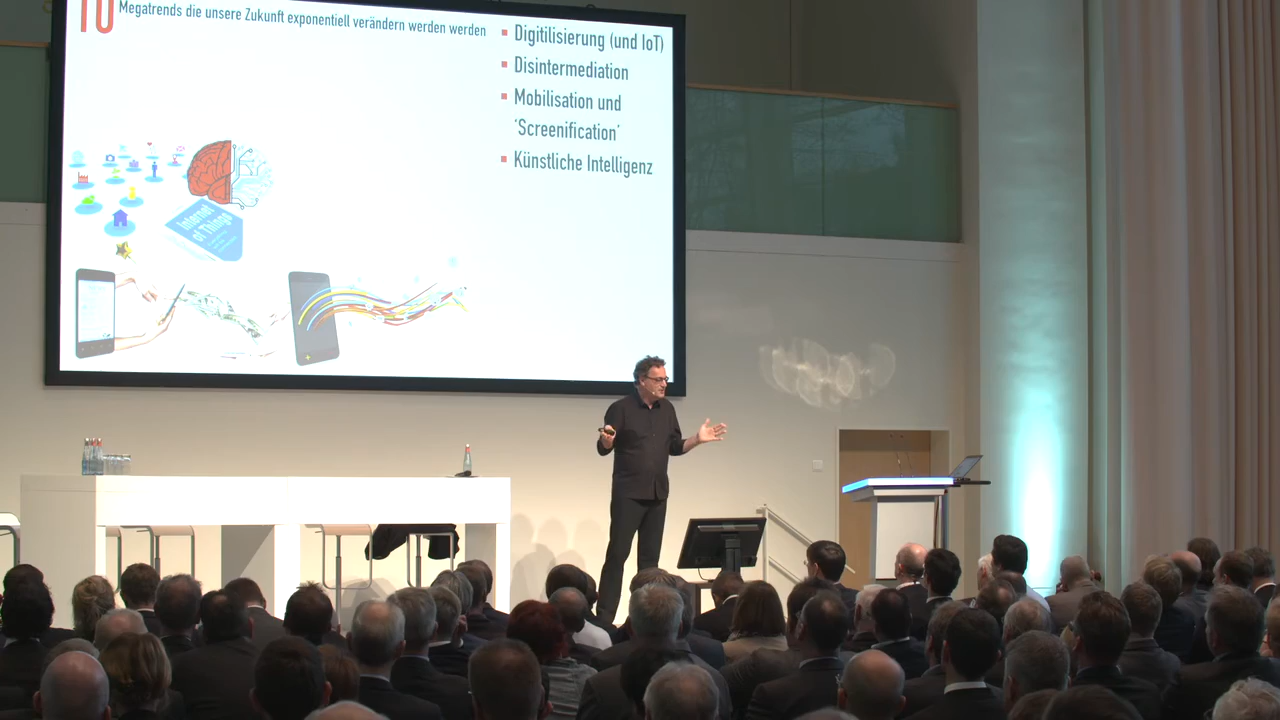 10 Megatrends die unsere Zukunft exponentiell verändern werden werden
Digitilisierung (und IoT)
Disintermediation
Mobilisation und
'Screenification'
Künstliche Intelligenz
Internet
of Things